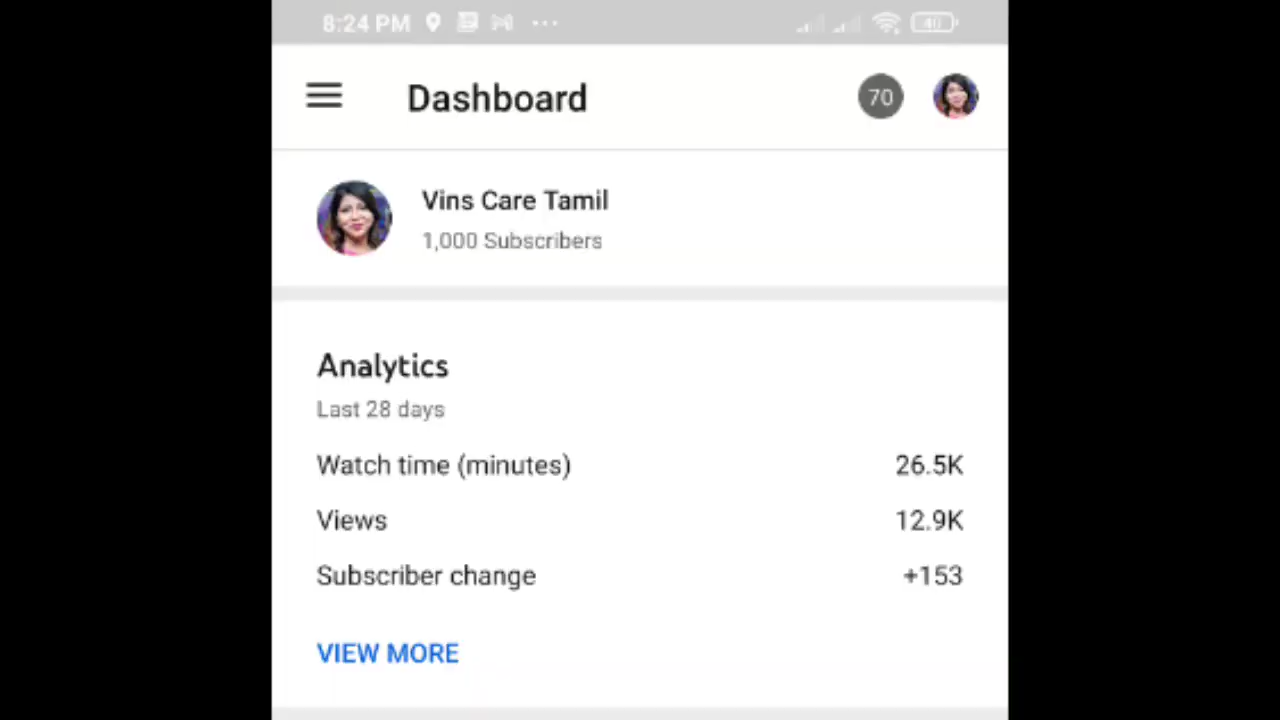 8:24 PM
40
Dashboard
70
Vins Care Tamil
1,000 Subscribers
Analytics
Last 28 days
Watch time (minutes) 26.5K
Views 12.9K
Subscriber change +153
VIEW MORE